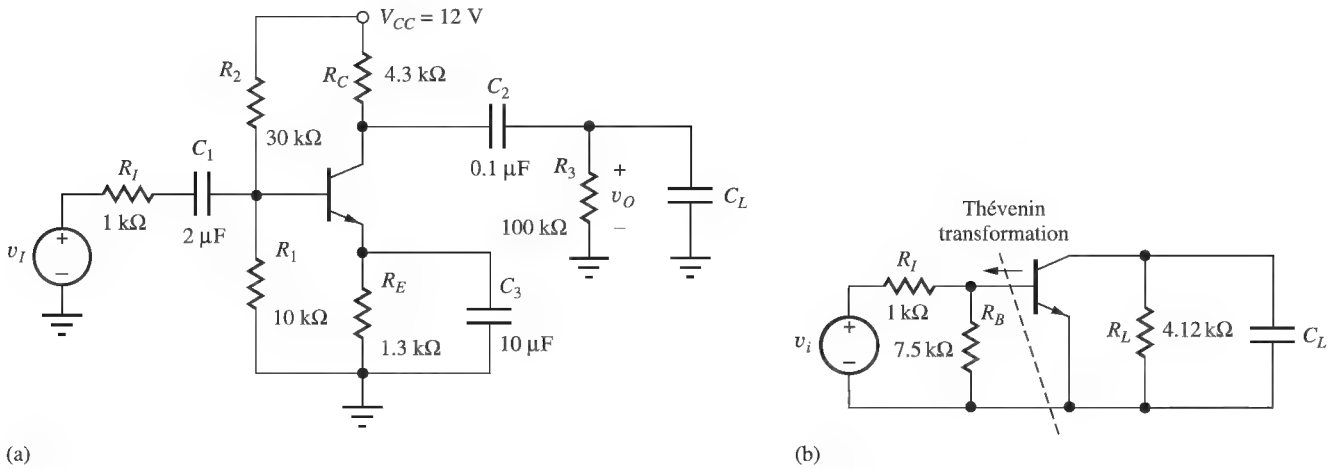 V_CC = 12 V
R_2
30 kΩ
R_C
4.3 kΩ
C_2
0.1 μF
R_I
1 kΩ
C_1
2 μF
v_I
+
−
R_1
10 kΩ
R_E
1.3 kΩ
C_3
10 μF
R_3
100 kΩ
+
v_O
−
C_L
(a)
Thévenin
transformation
R_I
1 kΩ
v_i
+
−
R_B
7.5 kΩ
R_L
4.12 kΩ
C_L
(b)